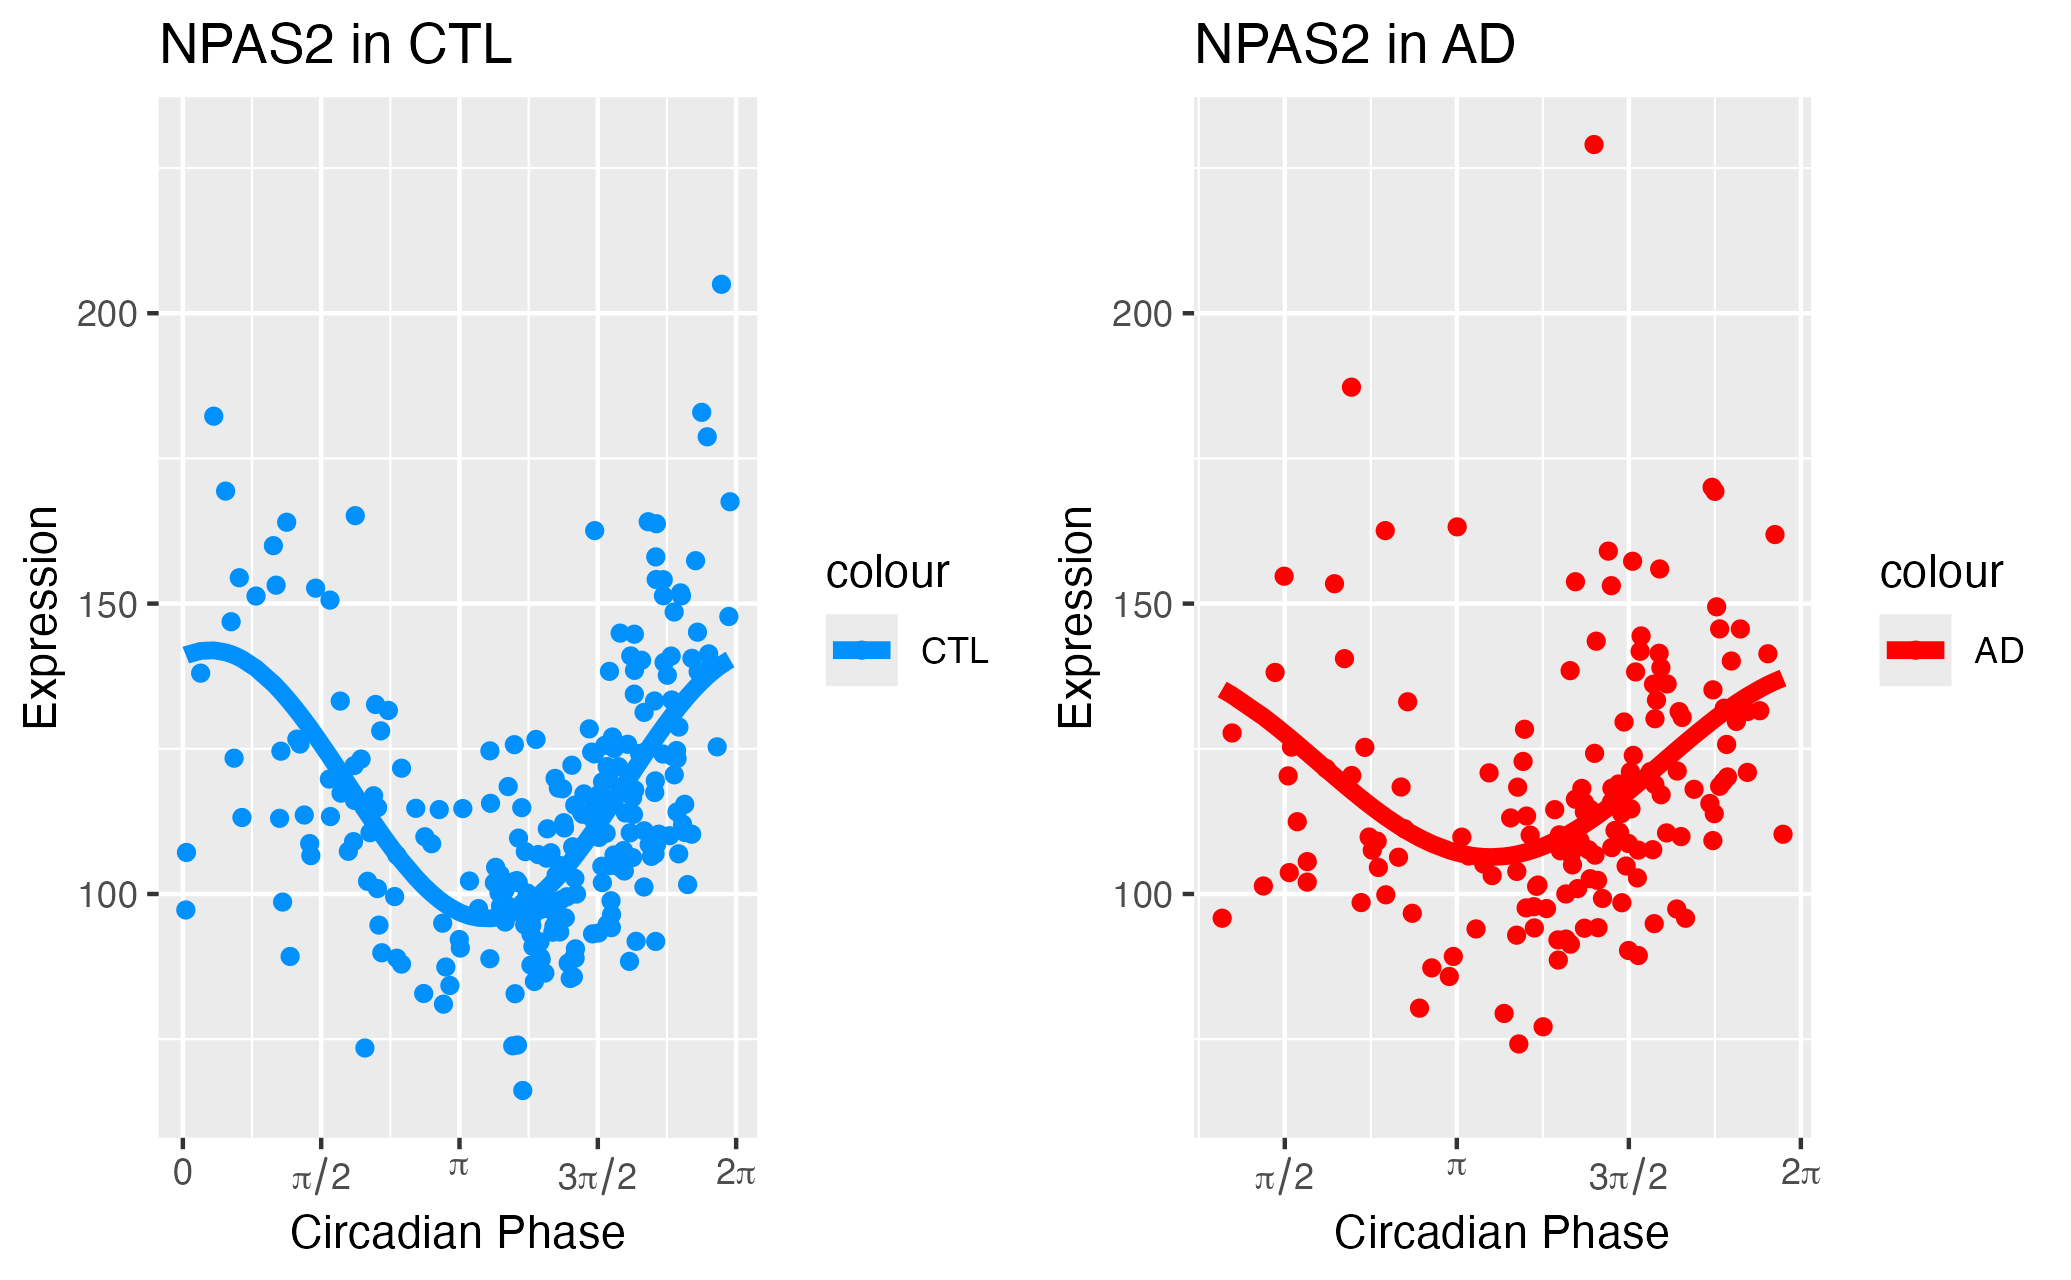 NPAS2 in CTL
Expression
200
150
100
0 π/2 π 3π/2 2π
Circadian Phase
colour
CTL
NPAS2 in AD
Expression
200
150
100
π/2 π 3π/2 2π
Circadian Phase
colour
AD